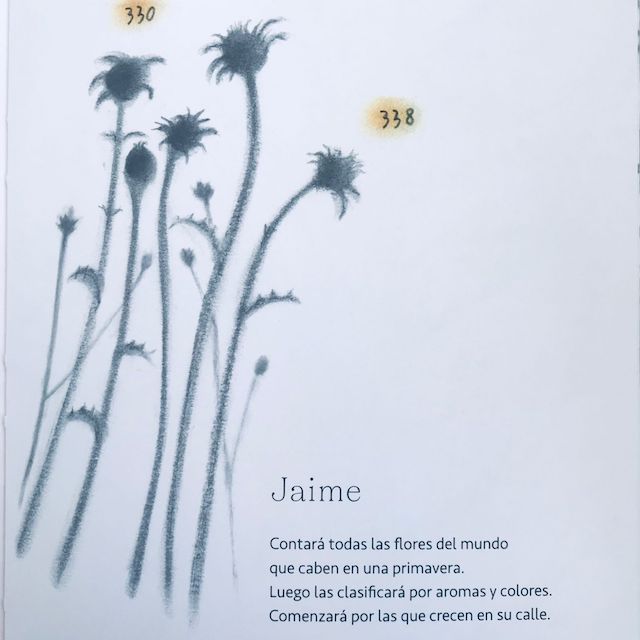 330
338
Jaime
Contará todas las flores del mundo
que caben en una primavera.
Luego las clasificará por aromas y colores.
Comenzará por las que crecen en su calle.